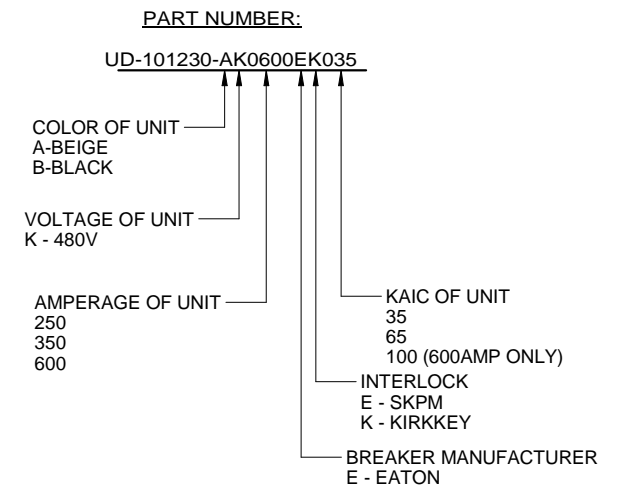 PART NUMBER:
UD-101230-AK0600EK035
COLOR OF UNIT
A-BEIGE
B-BLACK
VOLTAGE OF UNIT
K - 480V
AMPERAGE OF UNIT
250
350
600
KAIC OF UNIT
35
65
100 (600AMP ONLY)
INTERLOCK
E - SKPM
K - KIRKKEY
BREAKER MANUFACTURER
E - EATON